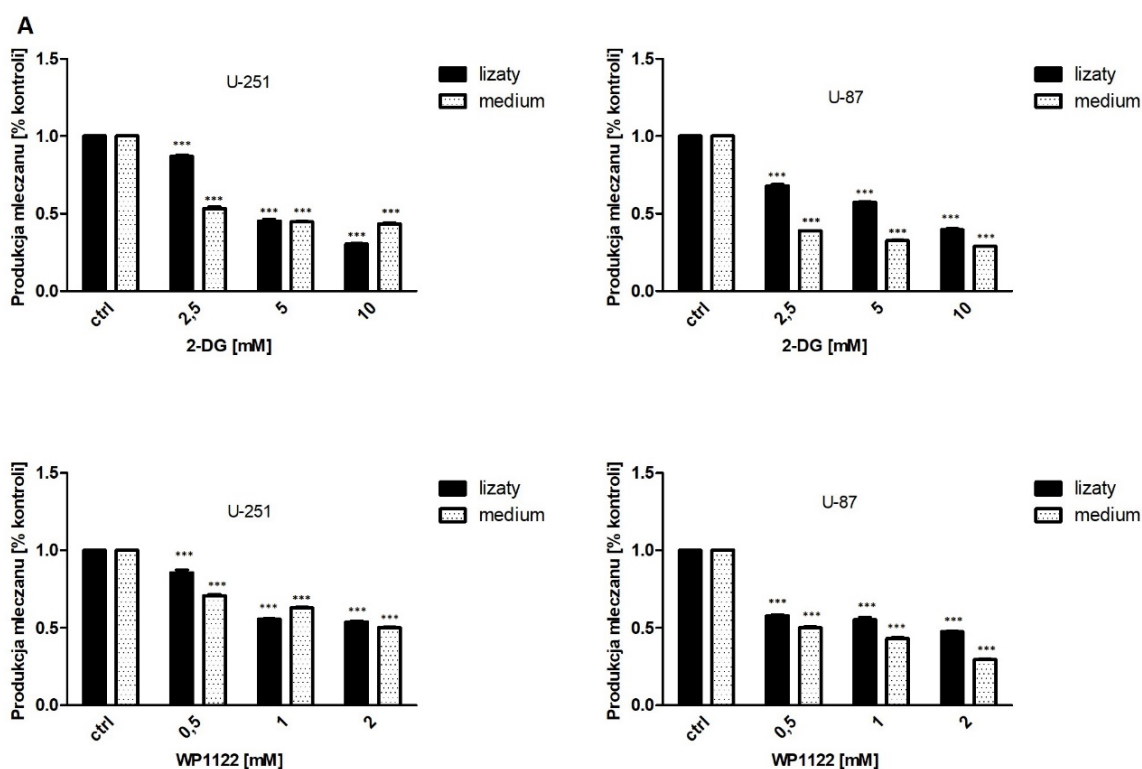 A
Produkcja mleczanu [% kontroli]
1.5
1.0
0.5
0.0
U-251
lizaty
medium
***
***
***
***
***
***
ctrl
2,5
5
10
2-DG [mM]
Produkcja mleczanu [% kontroli]
1.5
1.0
0.5
0.0
U-87
lizaty
medium
***
***
***
***
***
***
ctrl
2,5
5
10
2-DG [mM]
Produkcja mleczanu [% kontroli]
1.5
1.0
0.5
0.0
U-251
lizaty
medium
***
***
***
***
***
***
ctrl
0,5
1
2
WP1122 [mM]
Produkcja mleczanu [% kontroli]
1.5
1.0
0.5
0.0
U-87
lizaty
medium
***
***
***
***
***
***
ctrl
0,5
1
2
WP1122 [mM]